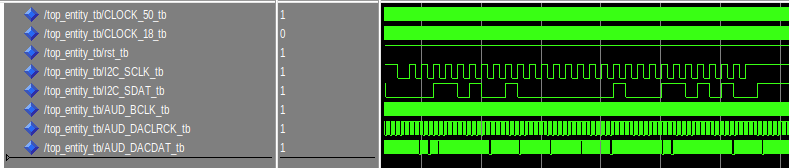 /top_entity_tb/CLOCK_50_tb 1
/top_entity_tb/CLOCK_18_tb 0
/top_entity_tb/rst_tb 1
/top_entity_tb/I2C_SCLK_tb 1
/top_entity_tb/I2C_SDAT_tb 1
/top_entity_tb/AUD_BCLK_tb 1
/top_entity_tb/AUD_DACLRCK_tb 1
/top_entity_tb/AUD_DACDAT_tb 1